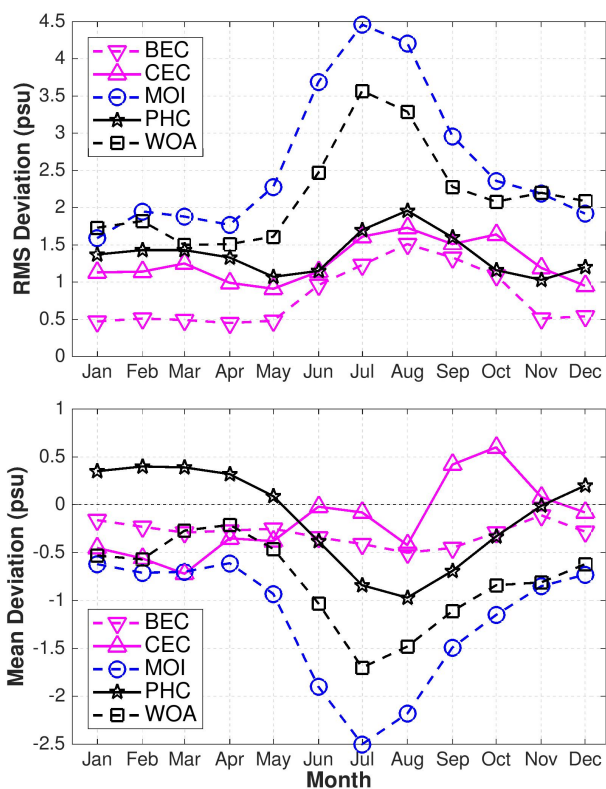 4.5
4
3.5
3
2.5
2
1.5
1
0.5
0
RMS Deviation (psu)
BEC
CEC
MOI
PHC
WOA
Jan Feb Mar Apr May Jun Jul Aug Sep Oct Nov Dec
1
0.5
0
-0.5
-1
-1.5
-2
-2.5
Mean Deviation (psu)
BEC
CEC
MOI
PHC
WOA
Jan Feb Mar Apr May Jun Jul Aug Sep Oct Nov Dec
Month